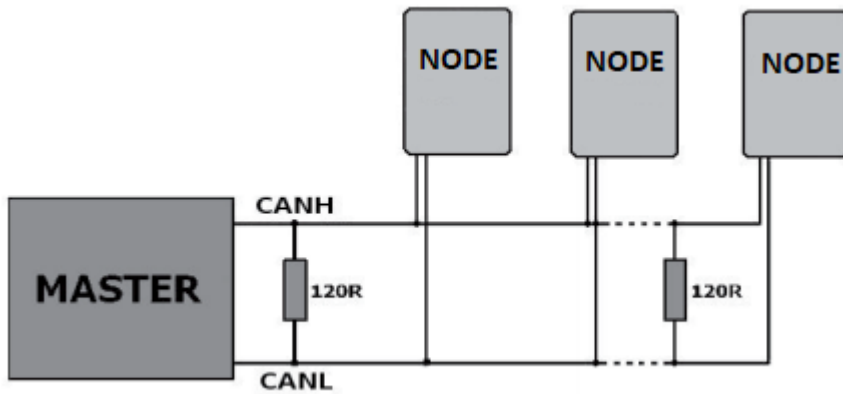 NODE
NODE
NODE
CANH
MASTER
120R
120R
CANL